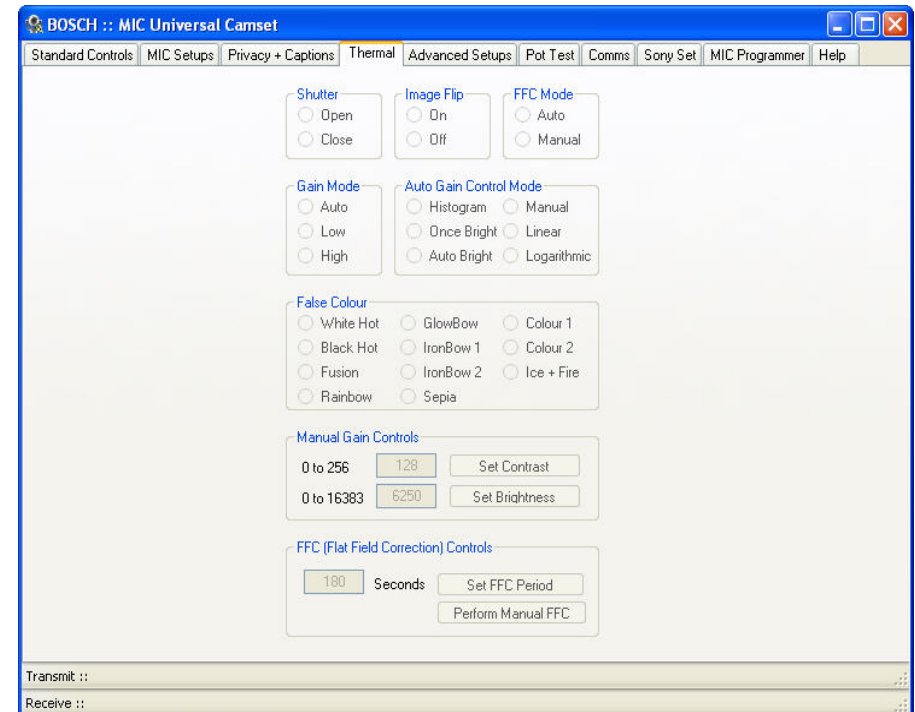 BOSCH :: MIC Universal Camset
Standard Controls MIC Setups Privacy + Captions Thermal Advanced Setups Pot Test Comms Sony Set MIC Programmer Help
Shutter Image Flip FFC Mode
Open On Auto
Close Off Manual
Gain Mode Auto Gain Control Mode
Auto Histogram Manual
Low Once Bright Linear
High Auto Bright Logarithmic
False Colour
White Hot GlowBow Colour 1
Black Hot IronBow 1 Colour 2
Fusion IronBow 2 Ice + Fire
Rainbow Sepia
Manual Gain Controls
0 to 256 128 Set Contrast
0 to 16383 6250 Set Brightness
FFC (Flat Field Correction) Controls
180 Seconds Set FFC Period
Perform Manual FFC
Transmit ::
Receive ::